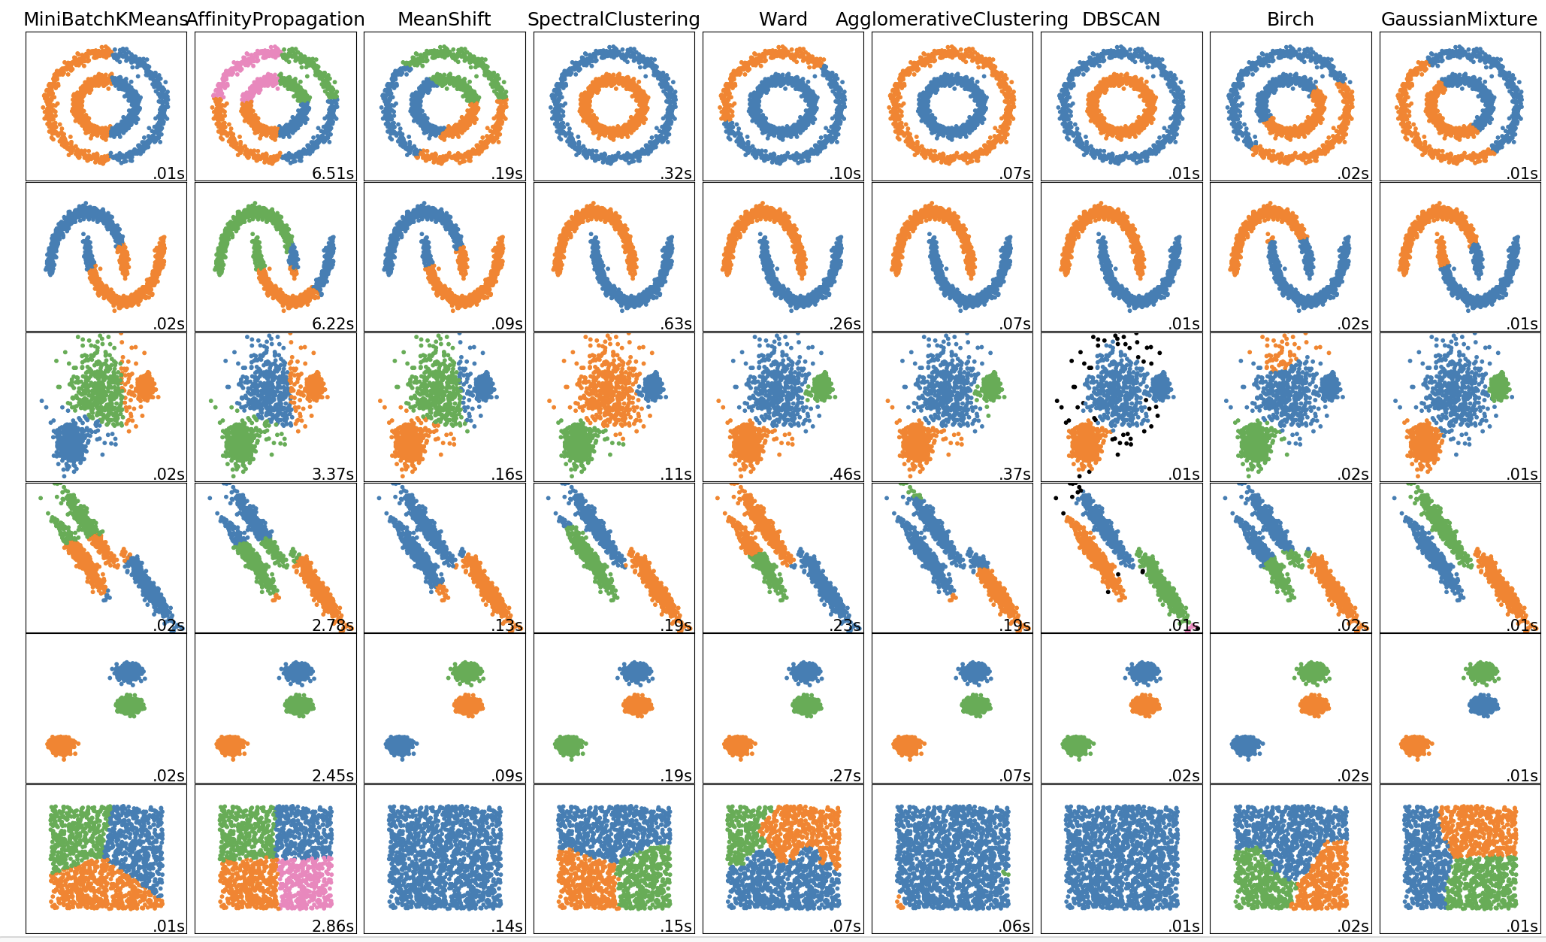 MiniBatchKMeans AffinityPropagation MeanShift SpectralClustering Ward AgglomerativeClustering DBSCAN Birch GaussianMixture
.01s 6.51s .19s .32s .10s .07s .01s .02s .01s
.02s 6.22s .09s .63s .26s .07s .01s .02s .01s
.02s 3.37s .16s .11s .46s .37s .01s .02s .01s
.02s 2.78s .13s .19s .23s .19s .01s .02s .01s
.02s 2.45s .09s .19s .27s .07s .02s .02s .01s
.01s 2.86s .14s .15s .07s .06s .01s .02s .01s